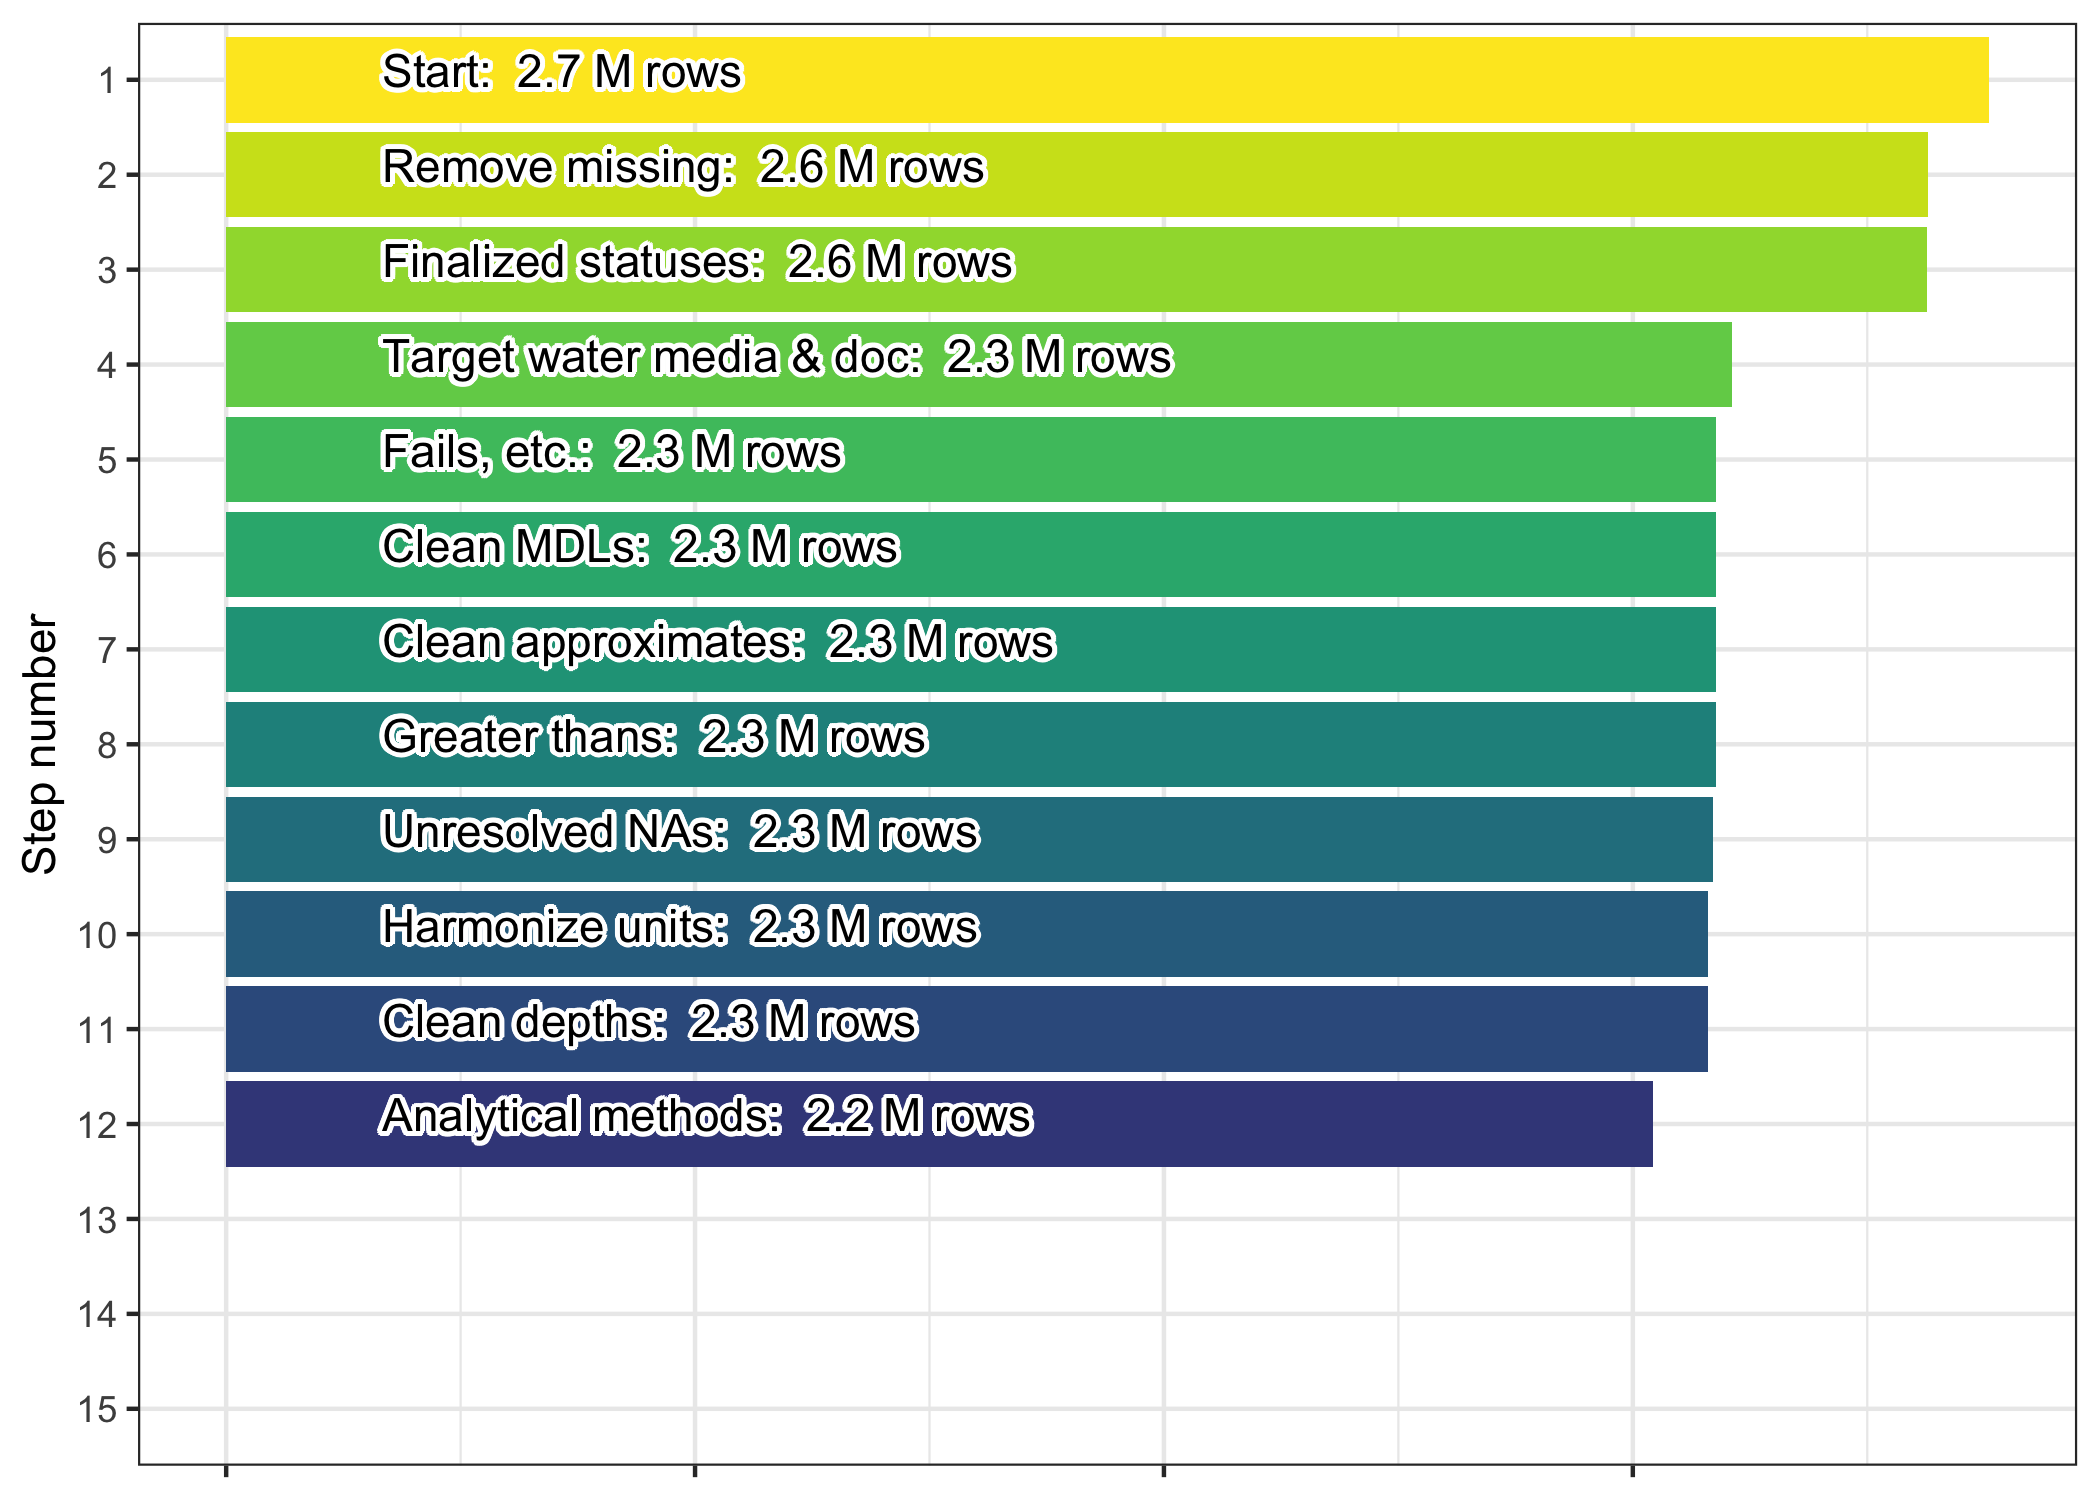 Step number
1
Start:  2.7 M rows
2
Remove missing:  2.6 M rows
3
Finalized statuses:  2.6 M rows
4
Target water media & doc:  2.3 M rows
5
Fails, etc.:  2.3 M rows
6
Clean MDLs:  2.3 M rows
7
Clean approximates:  2.3 M rows
8
Greater thans:  2.3 M rows
9
Unresolved NAs:  2.3 M rows
10
Harmonize units:  2.3 M rows
11
Clean depths:  2.3 M rows
12
Analytical methods:  2.2 M rows
13
14
15